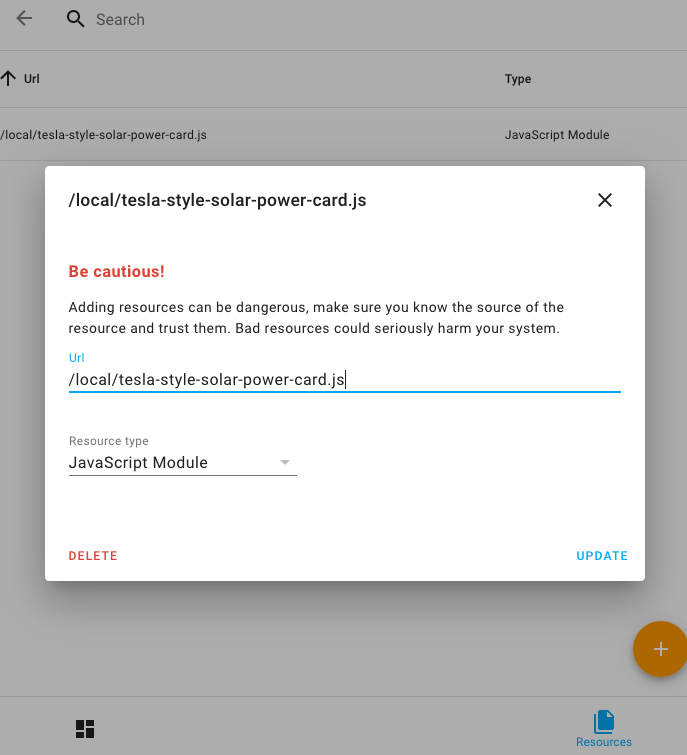 Search
Url
Type
/local/tesla-style-solar-power-card.js
JavaScript Module
/local/tesla-style-solar-power-card.js
Be cautious!
Adding resources can be dangerous, make sure you know the source of the
resource and trust them. Bad resources could seriously harm your system.
Url
/local/tesla-style-solar-power-card.js
Resource type
JavaScript Module
DELETE
UPDATE
Resources